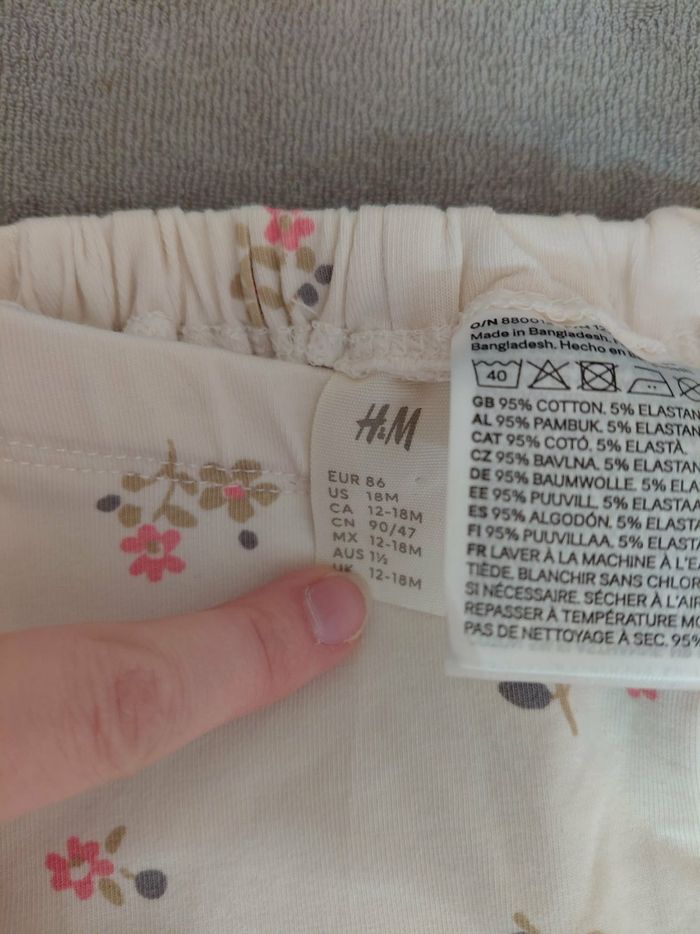 H&M
EUR 86
US 18M
CA 12-18M
CN 90/47
MX 12-18M
AUS 1½
UK 12-18M
O/N 8800
Made in Bangladesh.
Bangladesh. Hecho en
40
GB 95% COTTON. 5% ELASTAN
AL 95% PAMBUK. 5% ELASTAN
CAT 95% COTÓ. 5% ELASTÀ.
CZ 95% BAVLNA. 5% ELASTAN
DE 95% BAUMWOLLE. 5% ELA
EE 95% PUUVILL. 5% ELASTA
ES 95% ALGODÓN. 5% ELAST
FI 95% PUUVILLAA. 5% ELAST
FR LAVER À LA MACHINE À L'E
TIÈDE. BLANCHIR SANS CHLOR
SI NÉCESSAIRE. SÉCHER À L'AIR
REPASSER À TEMPÉRATURE MO
PAS DE NETTOYAGE À SEC. 95%